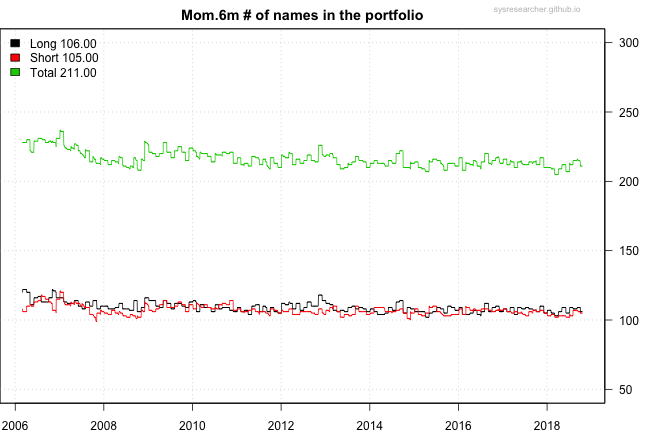 Mom.6m # of names in the portfolio
sysresearcher.github.io
Long 106.00
Short 105.00
Total 211.00
300
250
200
150
100
50
2006 2008 2010 2012 2014 2016 2018